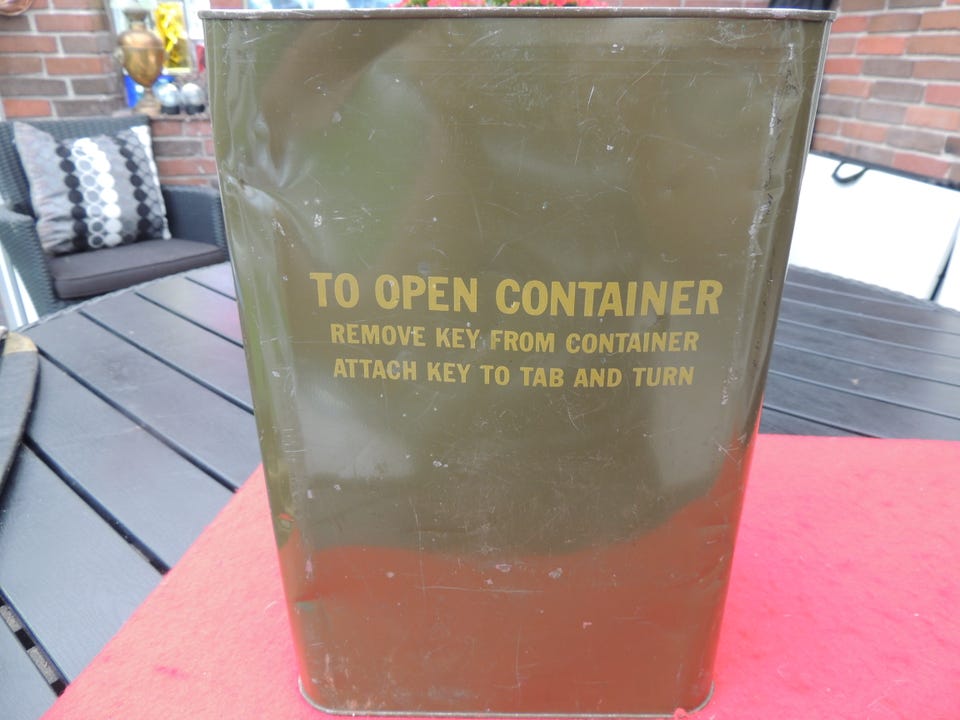 TO OPEN CONTAINER
REMOVE KEY FROM CONTAINER
ATTACH KEY TO TAB AND TURN